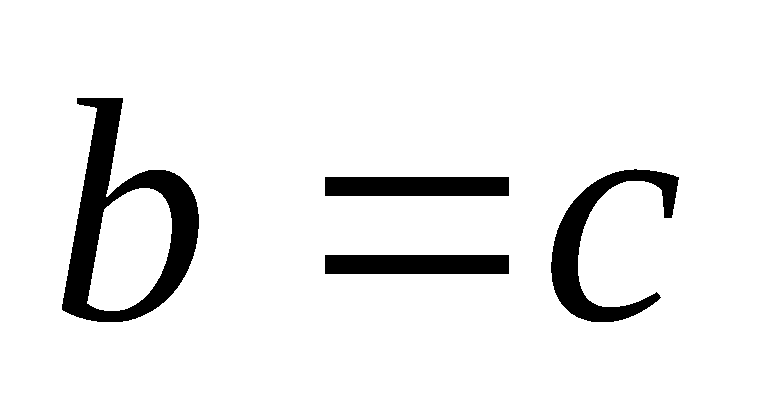 b = c